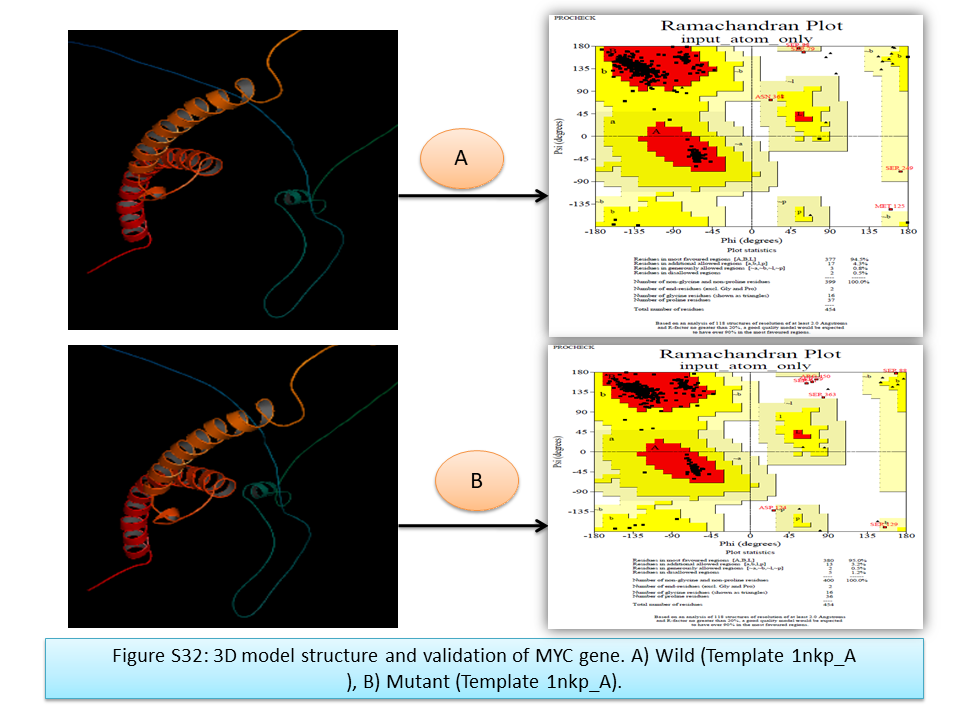 PROCHECK
Ramachandran Plot
input_atom_only
180
135
90
45
0
-45
-90
-135
-180
-135
-90
-45
0
45
90
135
180
Psi (degrees)
Phi (degrees)
b
a
A
ASN 364
SER 249
MET 125
Plot statistics
Residues in most favoured regions [A,B,L] 377 94.5%
Residues in additional allowed regions [a,b,l,p] 17 4.3%
Residues in generously allowed regions [~a,~b,~l,~p] 3 0.8%
Residues in disallowed regions 2 0.5%
Number of non-glycine and non-proline residues 399 100.0%
Number of end-residues (excl. Gly and Pro) 2
Number of glycine residues (shown as triangles) 16
Number of proline residues 37
Total number of residues 454
Based on an analysis of 118 structures of resolution of at least 2.0 Angstroms
and R-factor no greater than 20%, a good quality model would be expected
to have over 90% in the most favoured regions.
A
PROCHECK
Ramachandran Plot
input_atom_only
180
135
90
45
0
-45
-90
-135
-180
-135
-90
-45
0
45
90
135
180
Psi (degrees)
Phi (degrees)
b
a
A
SER 363
Plot statistics
Residues in most favoured regions [A,B,L] 380 95.0%
Residues in additional allowed regions [a,b,l,p] 13 3.2%
Residues in generously allowed regions [~a,~b,~l,~p] 2 0.5%
Residues in disallowed regions 5 1.2%
Number of non-glycine and non-proline residues 400 100.0%
Number of end-residues (excl. Gly and Pro) 2
Number of glycine residues (shown as triangles) 16
Number of proline residues 36
Total number of residues 454
Based on an analysis of 118 structures of resolution of at least 2.0 Angstroms
and R-factor no greater than 20%, a good quality model would be expected
to have over 90% in the most favoured regions.
B
Figure S32: 3D model structure and validation of MYC gene. A) Wild (Template 1nkp_A
), B) Mutant (Template 1nkp_A).